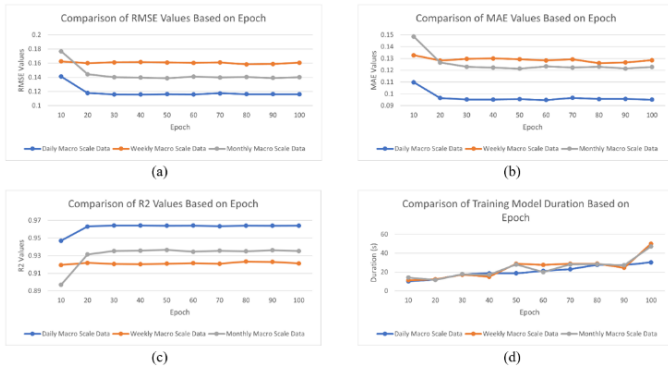 Comparison of RMSE Values Based on Epoch
0.2
0.18
0.16
0.14
0.12
0.1
RMSE Values
10 20 30 40 50 60 70 80 90 100
Epoch
Daily Macro Scale Data Weekly Macro Scale Data Monthly Macro Scale Data
(a)
Comparison of MAE Values Based on Epoch
0.15
0.14
0.13
0.12
0.11
0.1
0.09
MAE Values
10 20 30 40 50 60 70 80 90 100
Epoch
Daily Macro Scale Data Weekly Macro Scale Data Monthly Macro Scale Data
(b)
Comparison of R2 Values Based on Epoch
0.97
0.95
0.93
0.91
0.89
R2 Values
10 20 30 40 50 60 70 80 90 100
Epoch
Daily Macro Scale Data Weekly Macro Scale Data Monthly Macro Scale Data
(c)
Comparison of Training Model Duration Based on
Epoch
60
40
20
0
Duration (s)
10 20 30 40 50 60 70 80 90 100
Epoch
Daily Macro Scale Data Weekly Macro Scale Data Monthly Macro Scale Data
(d)